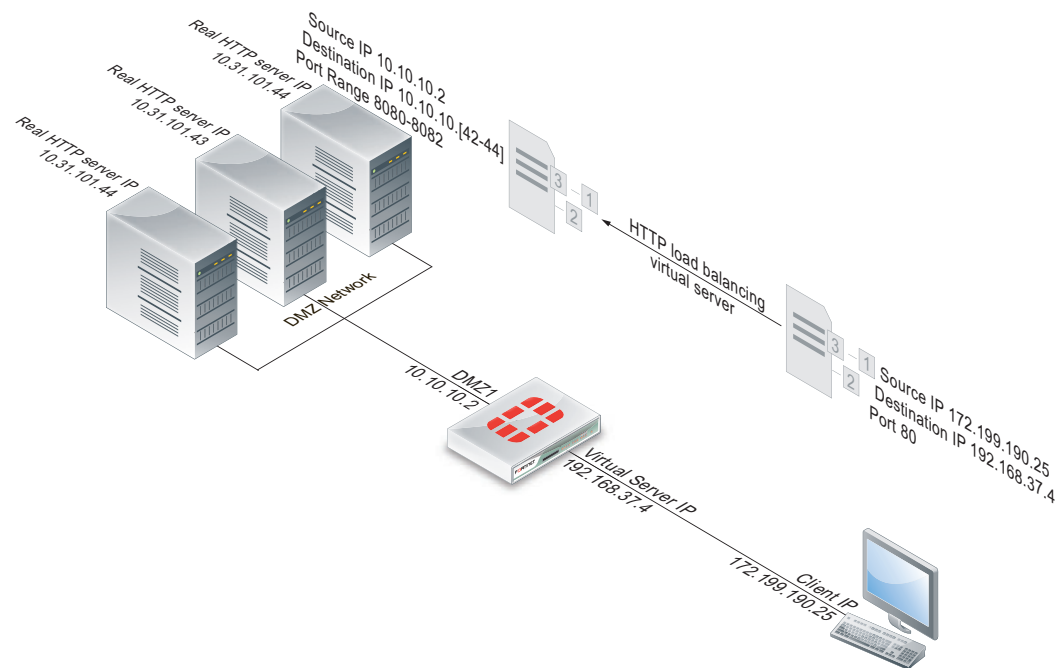 Real HTTP server IP
10.31.101.44
Source IP 10.10.10.2
Destination IP 10.10.10.[42-44]
Port Range 8080-8082
Real HTTP server IP
10.31.101.43
Real HTTP server IP
10.31.101.44
3
1
2
HTTP load balancing
virtual server
3
1
2
Source IP 172.199.190.25
Destination IP 192.168.37.4
Port 80
DMZ Network
DMZ1
10.10.10.2
FORTINET
Virtual Server IP
192.168.37.4
Client IP
172.199.190.25